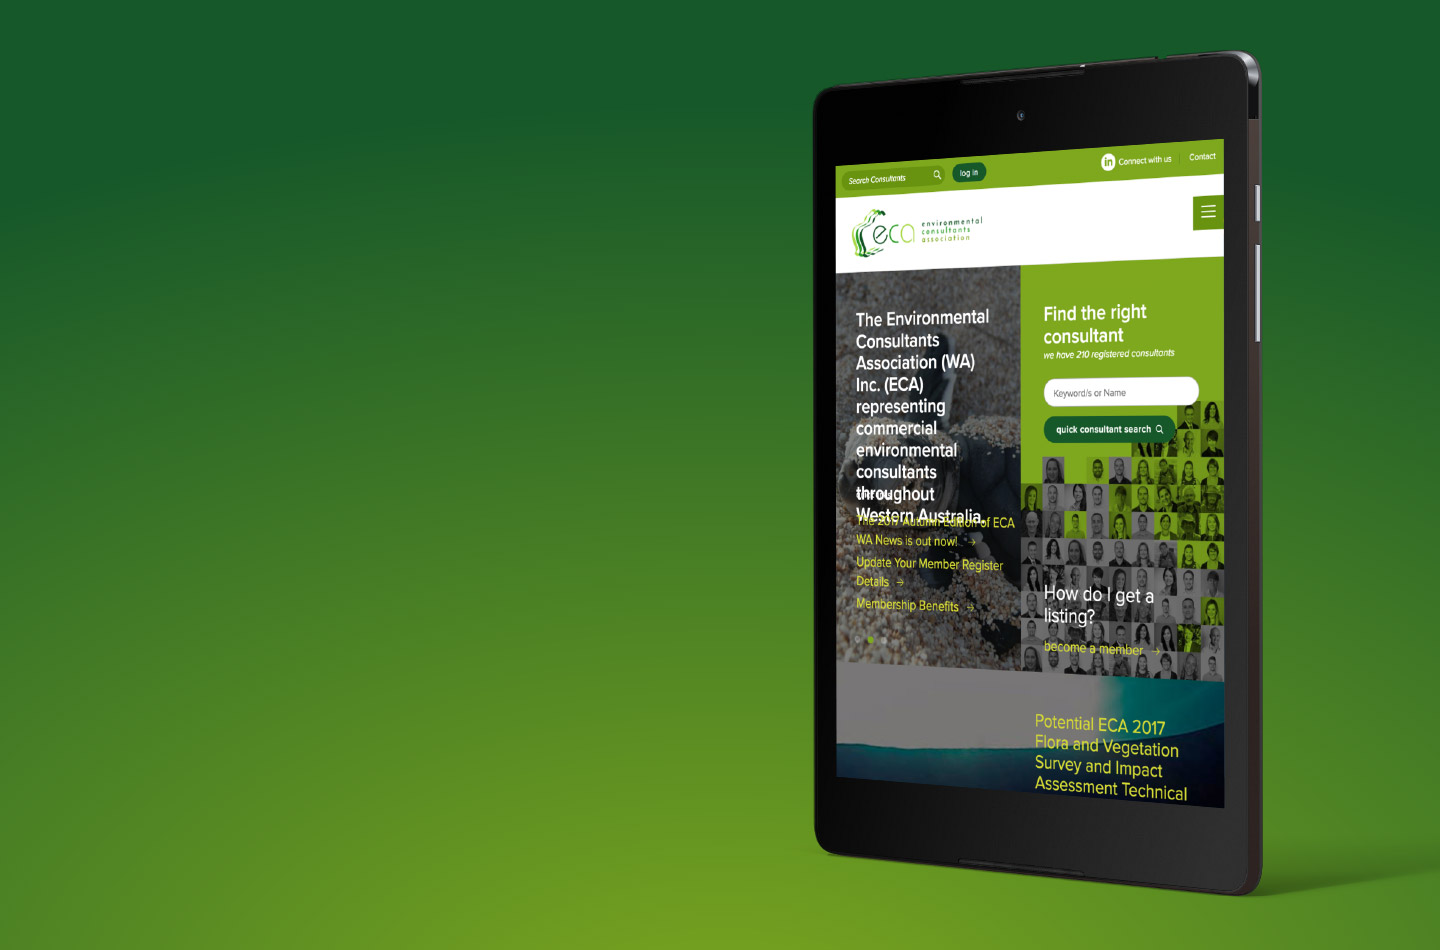 Search Consultants
log in
in
Connect with us
Contact
eca
environmental
consultants
association
The Environmental
Consultants
Association (WA)
Inc. (ECA)
representing
commercial
environmental
consultants
throughout
Western Australia.
The 2017 Autumn Edition of ECA
WA News is out now! →
Update Your Member Register
Details →
Membership Benefits →
Find the right
consultant
we have 210 registered consultants
Keyword/s or Name
quick consultant search
How do I get a
listing?
become a member →
Potential ECA 2017
Flora and Vegetation
Survey and Impact
Assessment Technical